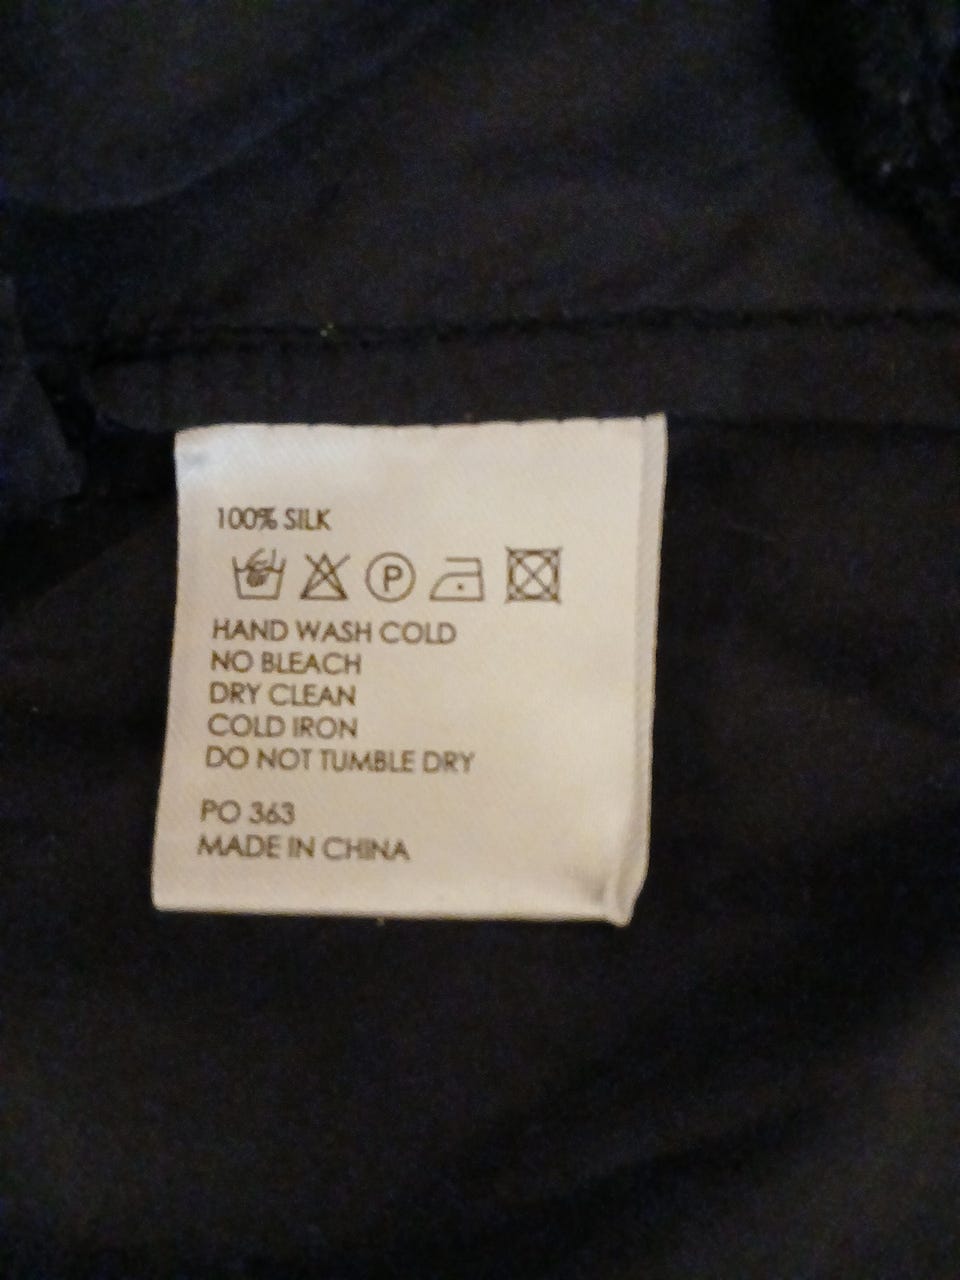 100% SILK
P
HAND WASH COLD
NO BLEACH
DRY CLEAN
COLD IRON
DO NOT TUMBLE DRY
PO 363
MADE IN CHINA